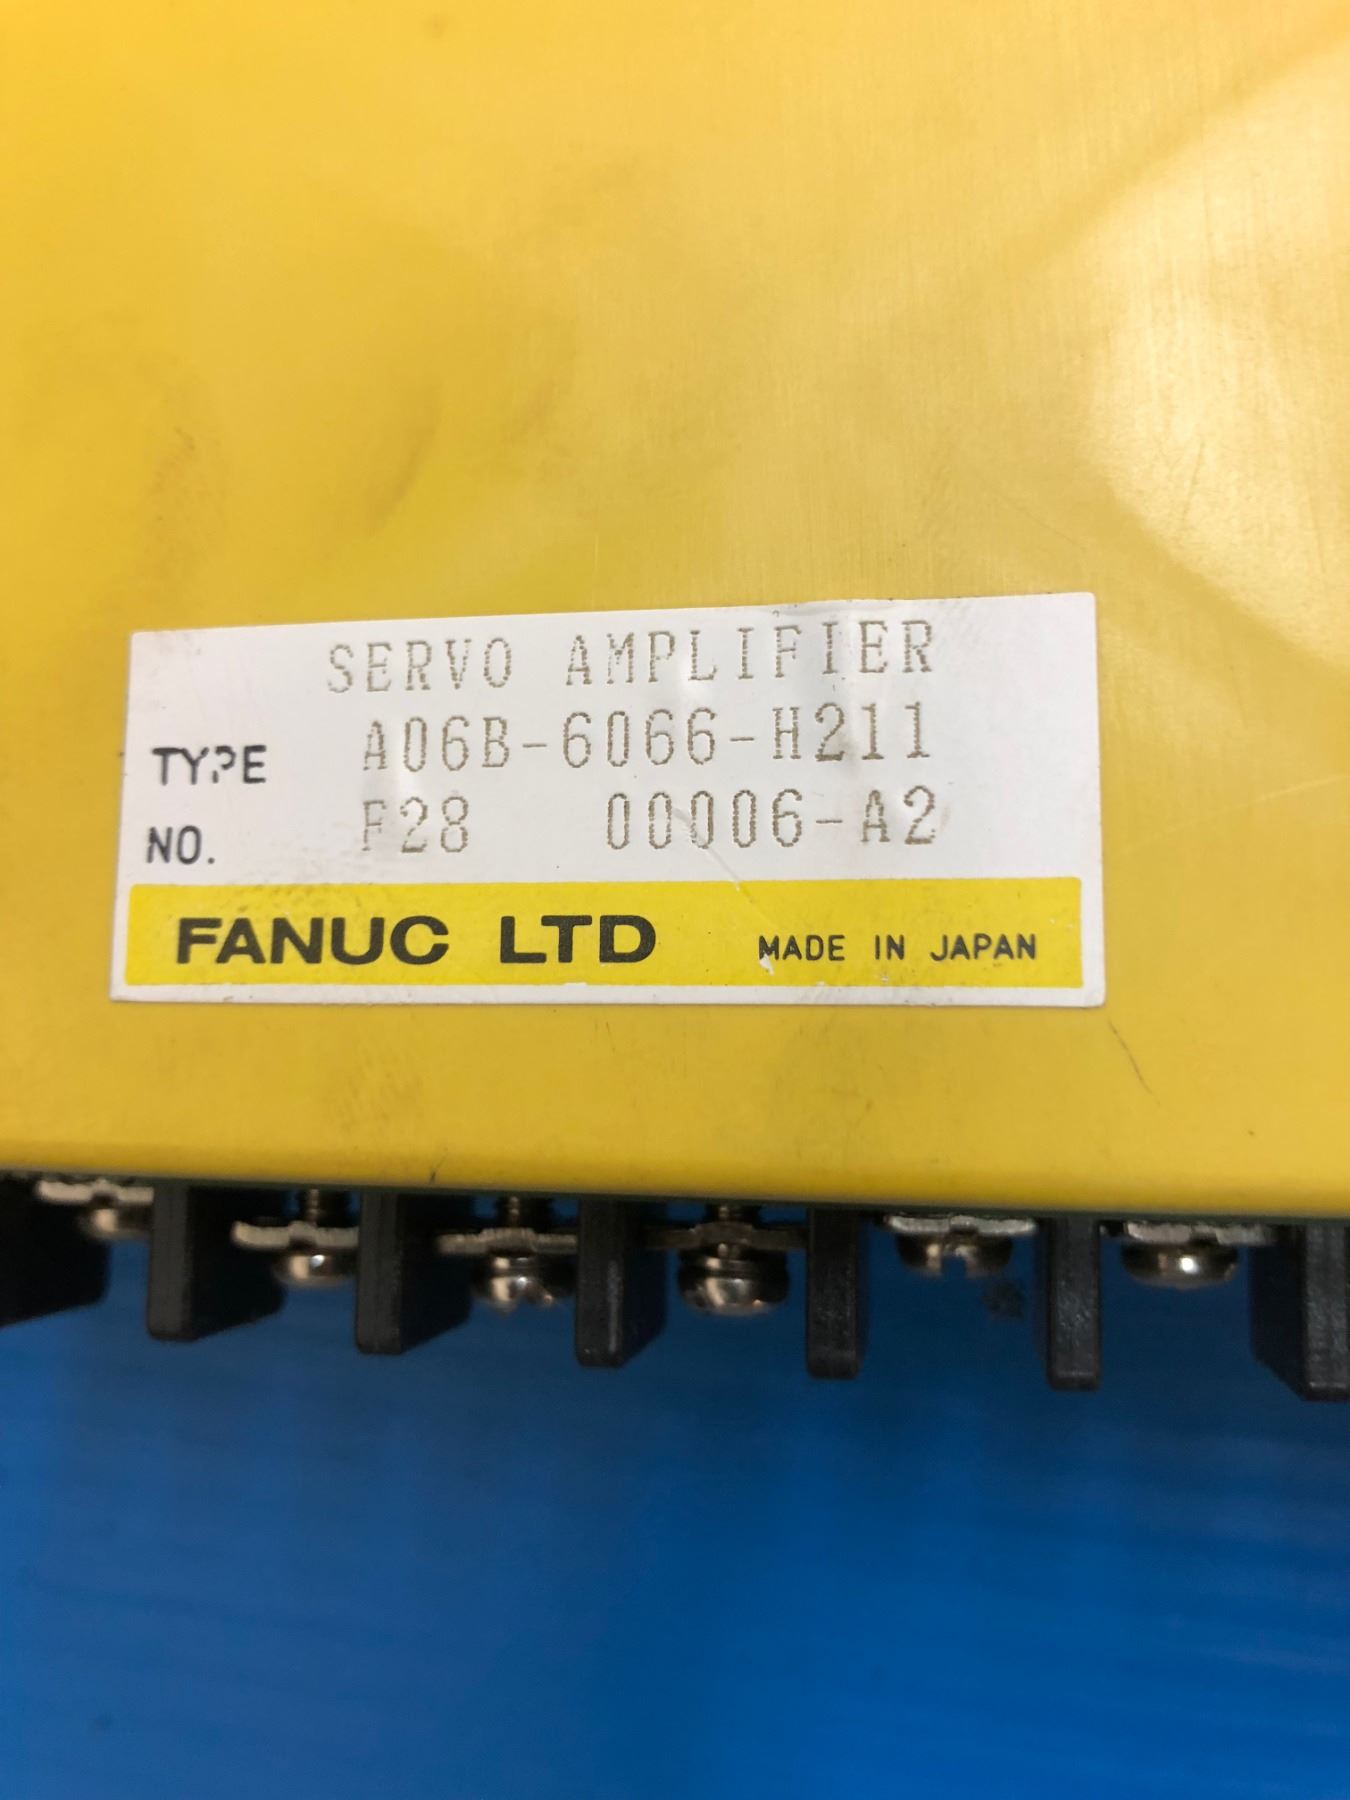 SERVO AMPLIFIER
TYPE A06B-6066-H211
NO. F28 00006-A2
FANUC LTD MADE IN JAPAN